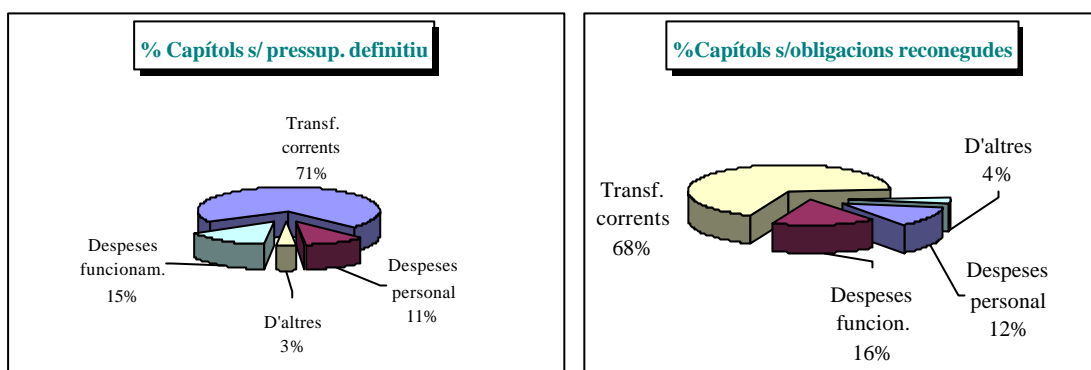 % Capítols s/ pressup. definitiu
Transf.
corrents
71%
Despeses
funcionam.
15%
D'altres
3%
Despeses
personal
11%
%Capítols s/obligacions reconegudes
D'altres
4%
Transf.
corrents
68%
Despeses
personal
12%
Despeses
funcion.
16%